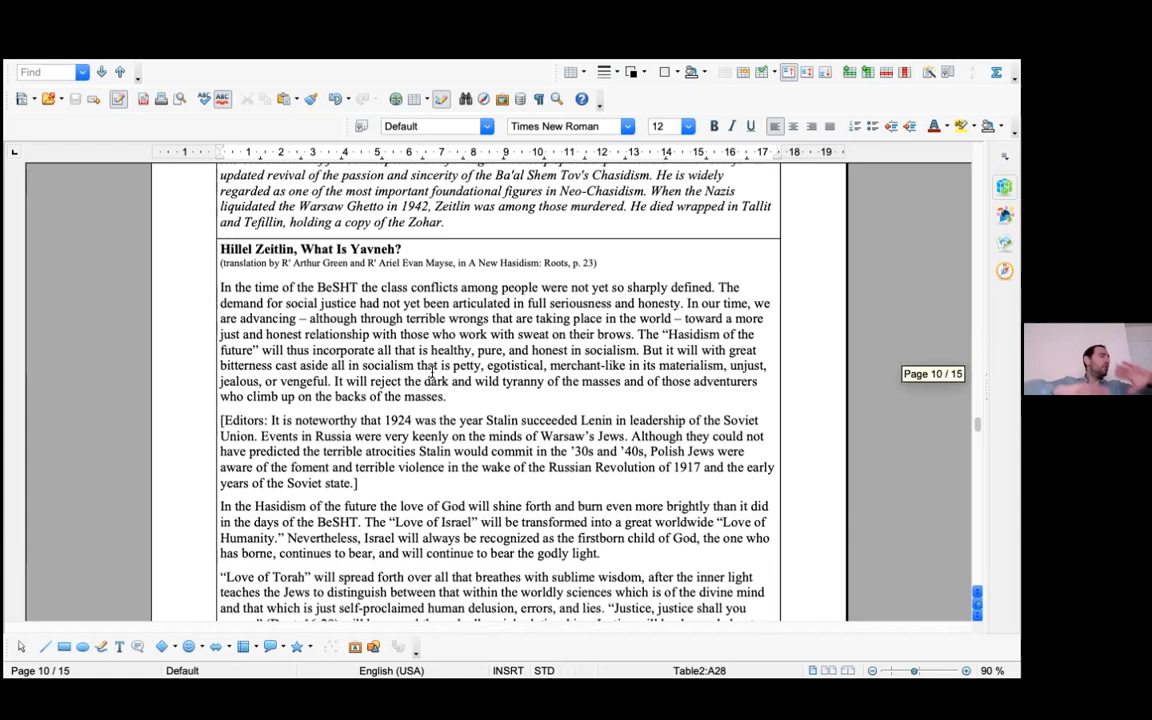 Find
Default
Times New Roman
12
B I U
1 1 2 3 4 5 6 7 8 9 10 11 12 13 14 15 16 17 18 19
updated revival of the passion and sincerity of the Ba'al Shem Tov's Chasidism. He is widely
regarded as one of the most important foundational figures in Neo-Chasidism. When the Nazis
liquidated the Warsaw Ghetto in 1942, Zeitlin was among those murdered. He died wrapped in Tallit
and Tefillin, holding a copy of the Zohar.
Hillel Zeitlin, What Is Yavneh?
(translation by R' Arthur Green and R' Ariel Evan Mayse, in A New Hasidism: Roots, p. 23)
In the time of the BeSHT the class conflicts among people were not yet so sharply defined. The
demand for social justice had not yet been articulated in full seriousness and honesty. In our time, we
are advancing – although through terrible wrongs that are taking place in the world – toward a more
just and honest relationship with those who work with sweat on their brows. The “Hasidism of the
future” will thus incorporate all that is healthy, pure, and honest in socialism. But it will with great
bitterness cast aside all in socialism that is petty, egotistical, merchant-like in its materialism, unjust,
jealous, or vengeful. It will reject the dark and wild tyranny of the masses and of those adventurers
who climb up on the backs of the masses.
[Editors: It is noteworthy that 1924 was the year Stalin succeeded Lenin in leadership of the Soviet
Union. Events in Russia were very keenly on the minds of Warsaw’s Jews. Although they could not
have predicted the terrible atrocities Stalin would commit in the ’30s and ’40s, Polish Jews were
aware of the foment and terrible violence in the wake of the Russian Revolution of 1917 and the early
years of the Soviet state.]
In the Hasidism of the future the love of God will shine forth and burn even more brightly than it did
in the days of the BeSHT. The “Love of Israel” will be transformed into a great worldwide “Love of
Humanity.” Nevertheless, Israel will always be recognized as the firstborn child of God, the one who
has borne, continues to bear, and will continue to bear the godly light.
“Love of Torah” will spread forth over all that breathes with sublime wisdom, after the inner light
teaches the Jews to distinguish between that within the worldly sciences which is of the divine mind
and that which is just self-proclaimed human delusion, errors, and lies. “Justice, justice shall you
Page 10 / 15
Page 10 / 15
Default
English (USA)
INSRT
STD
Table2:A28
90 %